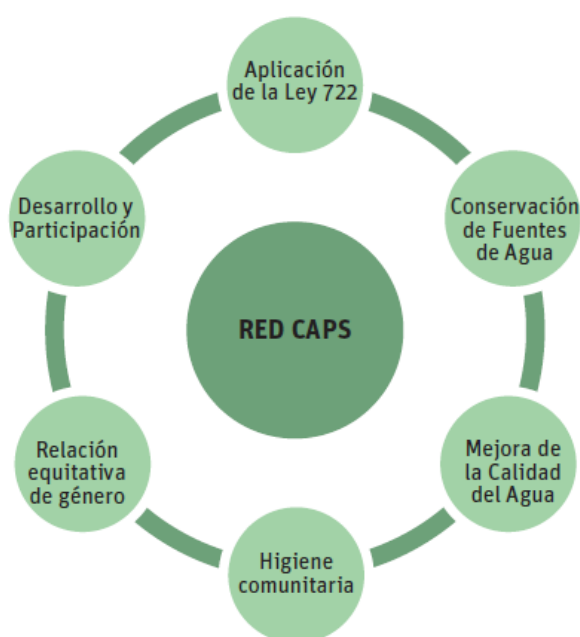 Aplicación
de la Ley 722
Conservación
de Fuentes
de Agua
Mejora de
la Calidad
del Agua
Higiene
comunitaria
Relación
equitativa
de género
Desarrollo y
Participación
RED CAPS